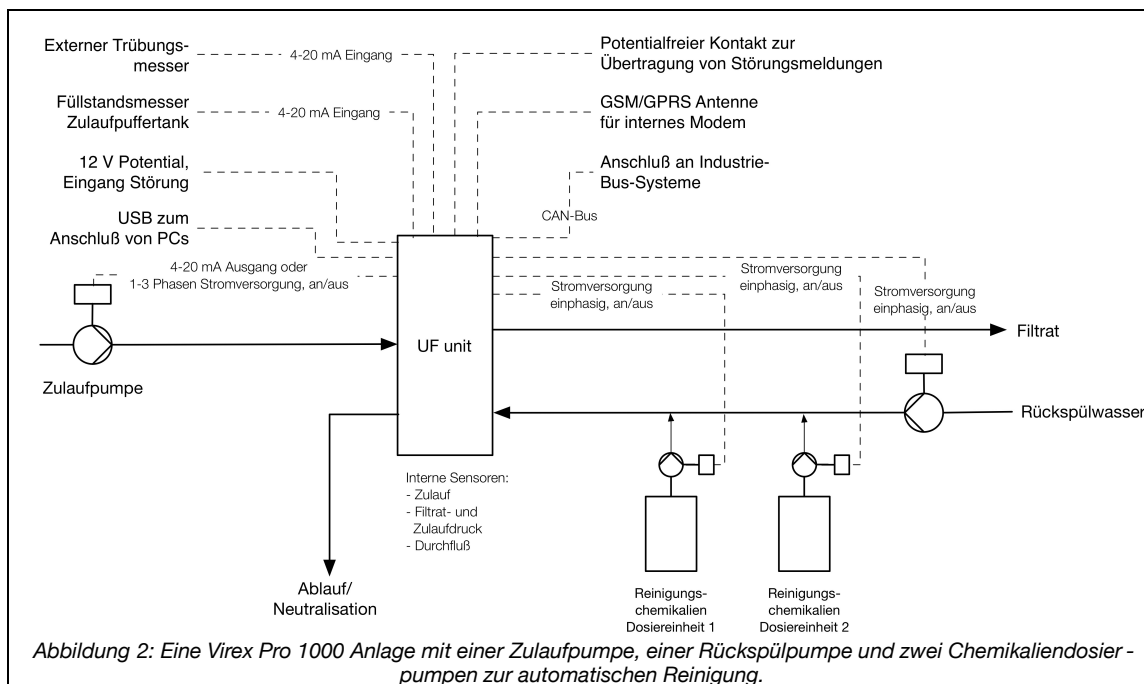 Externer Trübungs-
messer
4-20 mA Eingang
Potentialfreier Kontakt zur
Übertragung von Störungsmeldungen
Füllstandsmesser
Zulaufpuffertank
4-20 mA Eingang
GSM/GPRS Antenne
für internes Modem
12 V Potential,
Eingang Störung
Anschluß an Industrie-
Bus-Systeme
CAN-Bus
USB zum
Anschluß von PCs
4-20 mA Ausgang oder
1-3 Phasen Stromversorgung, an/aus
Stromversorgung
einphasig, an/aus
Stromversorgung
einphasig, an/aus
Stromversorgung
einphasig, an/aus
UF unit
Filtrat
Zulaufpumpe
Rückspülwasser
Interne Sensoren:
- Zulauf
- Filtrat- und
Zulaufdruck
- Durchfluß
Ablauf/
Neutralisation
Reinigungs-
chemikalien
Dosiereinheit 1
Reinigungs-
chemikalien
Dosiereinheit 2
Abbildung 2: Eine Virex Pro 1000 Anlage mit einer Zulaufpumpe, einer Rückspülpumpe und zwei Chemikaliendosier -
pumpen zur automatischen Reinigung.